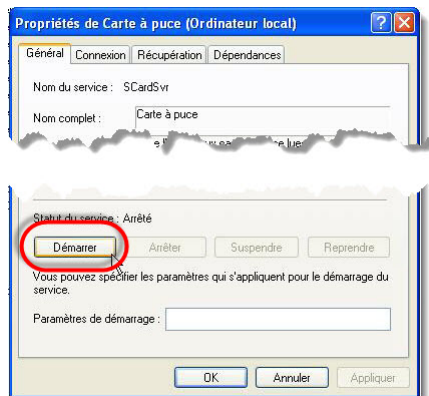 Propriétés de Carte à puce (Ordinateur local)
Général Connexion Récupération Dépendances
Nom du service : SCardSvr
Nom complet : Carte à puce
Statut du service : Arrêté
Démarrer Arrêter Suspendre Reprendre
Vous pouvez spécifier les paramètres qui s'appliquent pour le démarrage du
service.
Paramètres de démarrage :
OK Annuler Appliquer